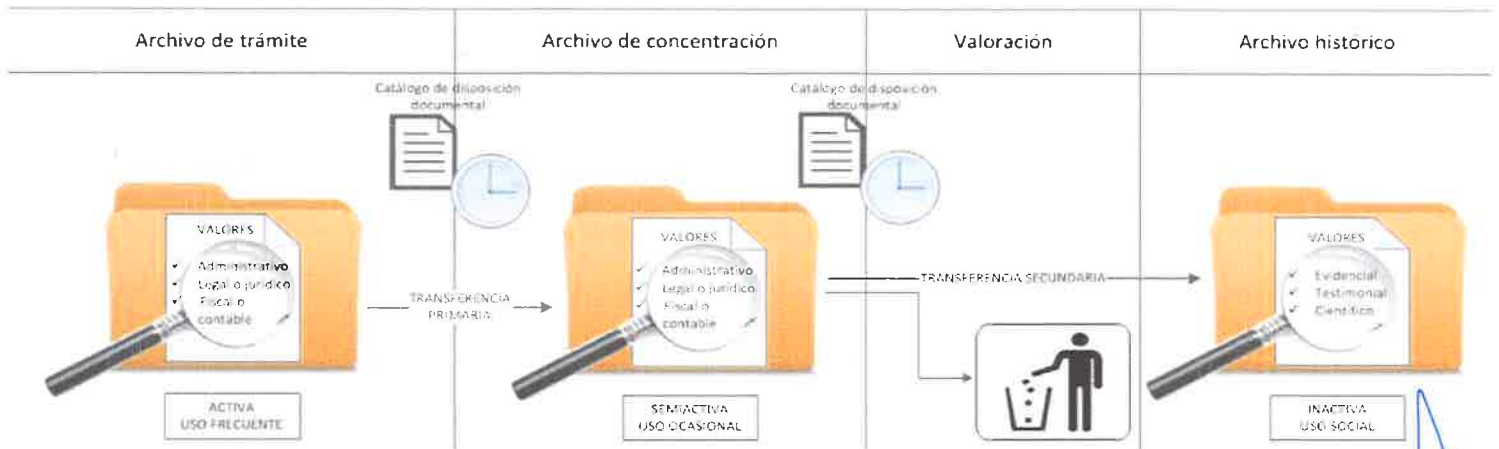 Archivo de trámite
Archivo de concentración
Valoración
Archivo histórico
Catálogo de disposición
documental
Catálogo de disposición
documental
VALORES
✓ Administrativo
✓ Legal o jurídico
✓ Fiscal o
contable
TRANSFERENCIA
PRIMARIA
VALORES
✓ Administrativo
✓ Legal o jurídico
✓ Fiscal o
contable
TRANSFERENCIA SECUNDARIA
VALORES
✓ Evidencial
✓ Testimonial
✓ Científico
ACTIVA
USO FRECUENTE
SEMIACTIVA
USO OCASIONAL
INACTIVA
USO SOCIAL